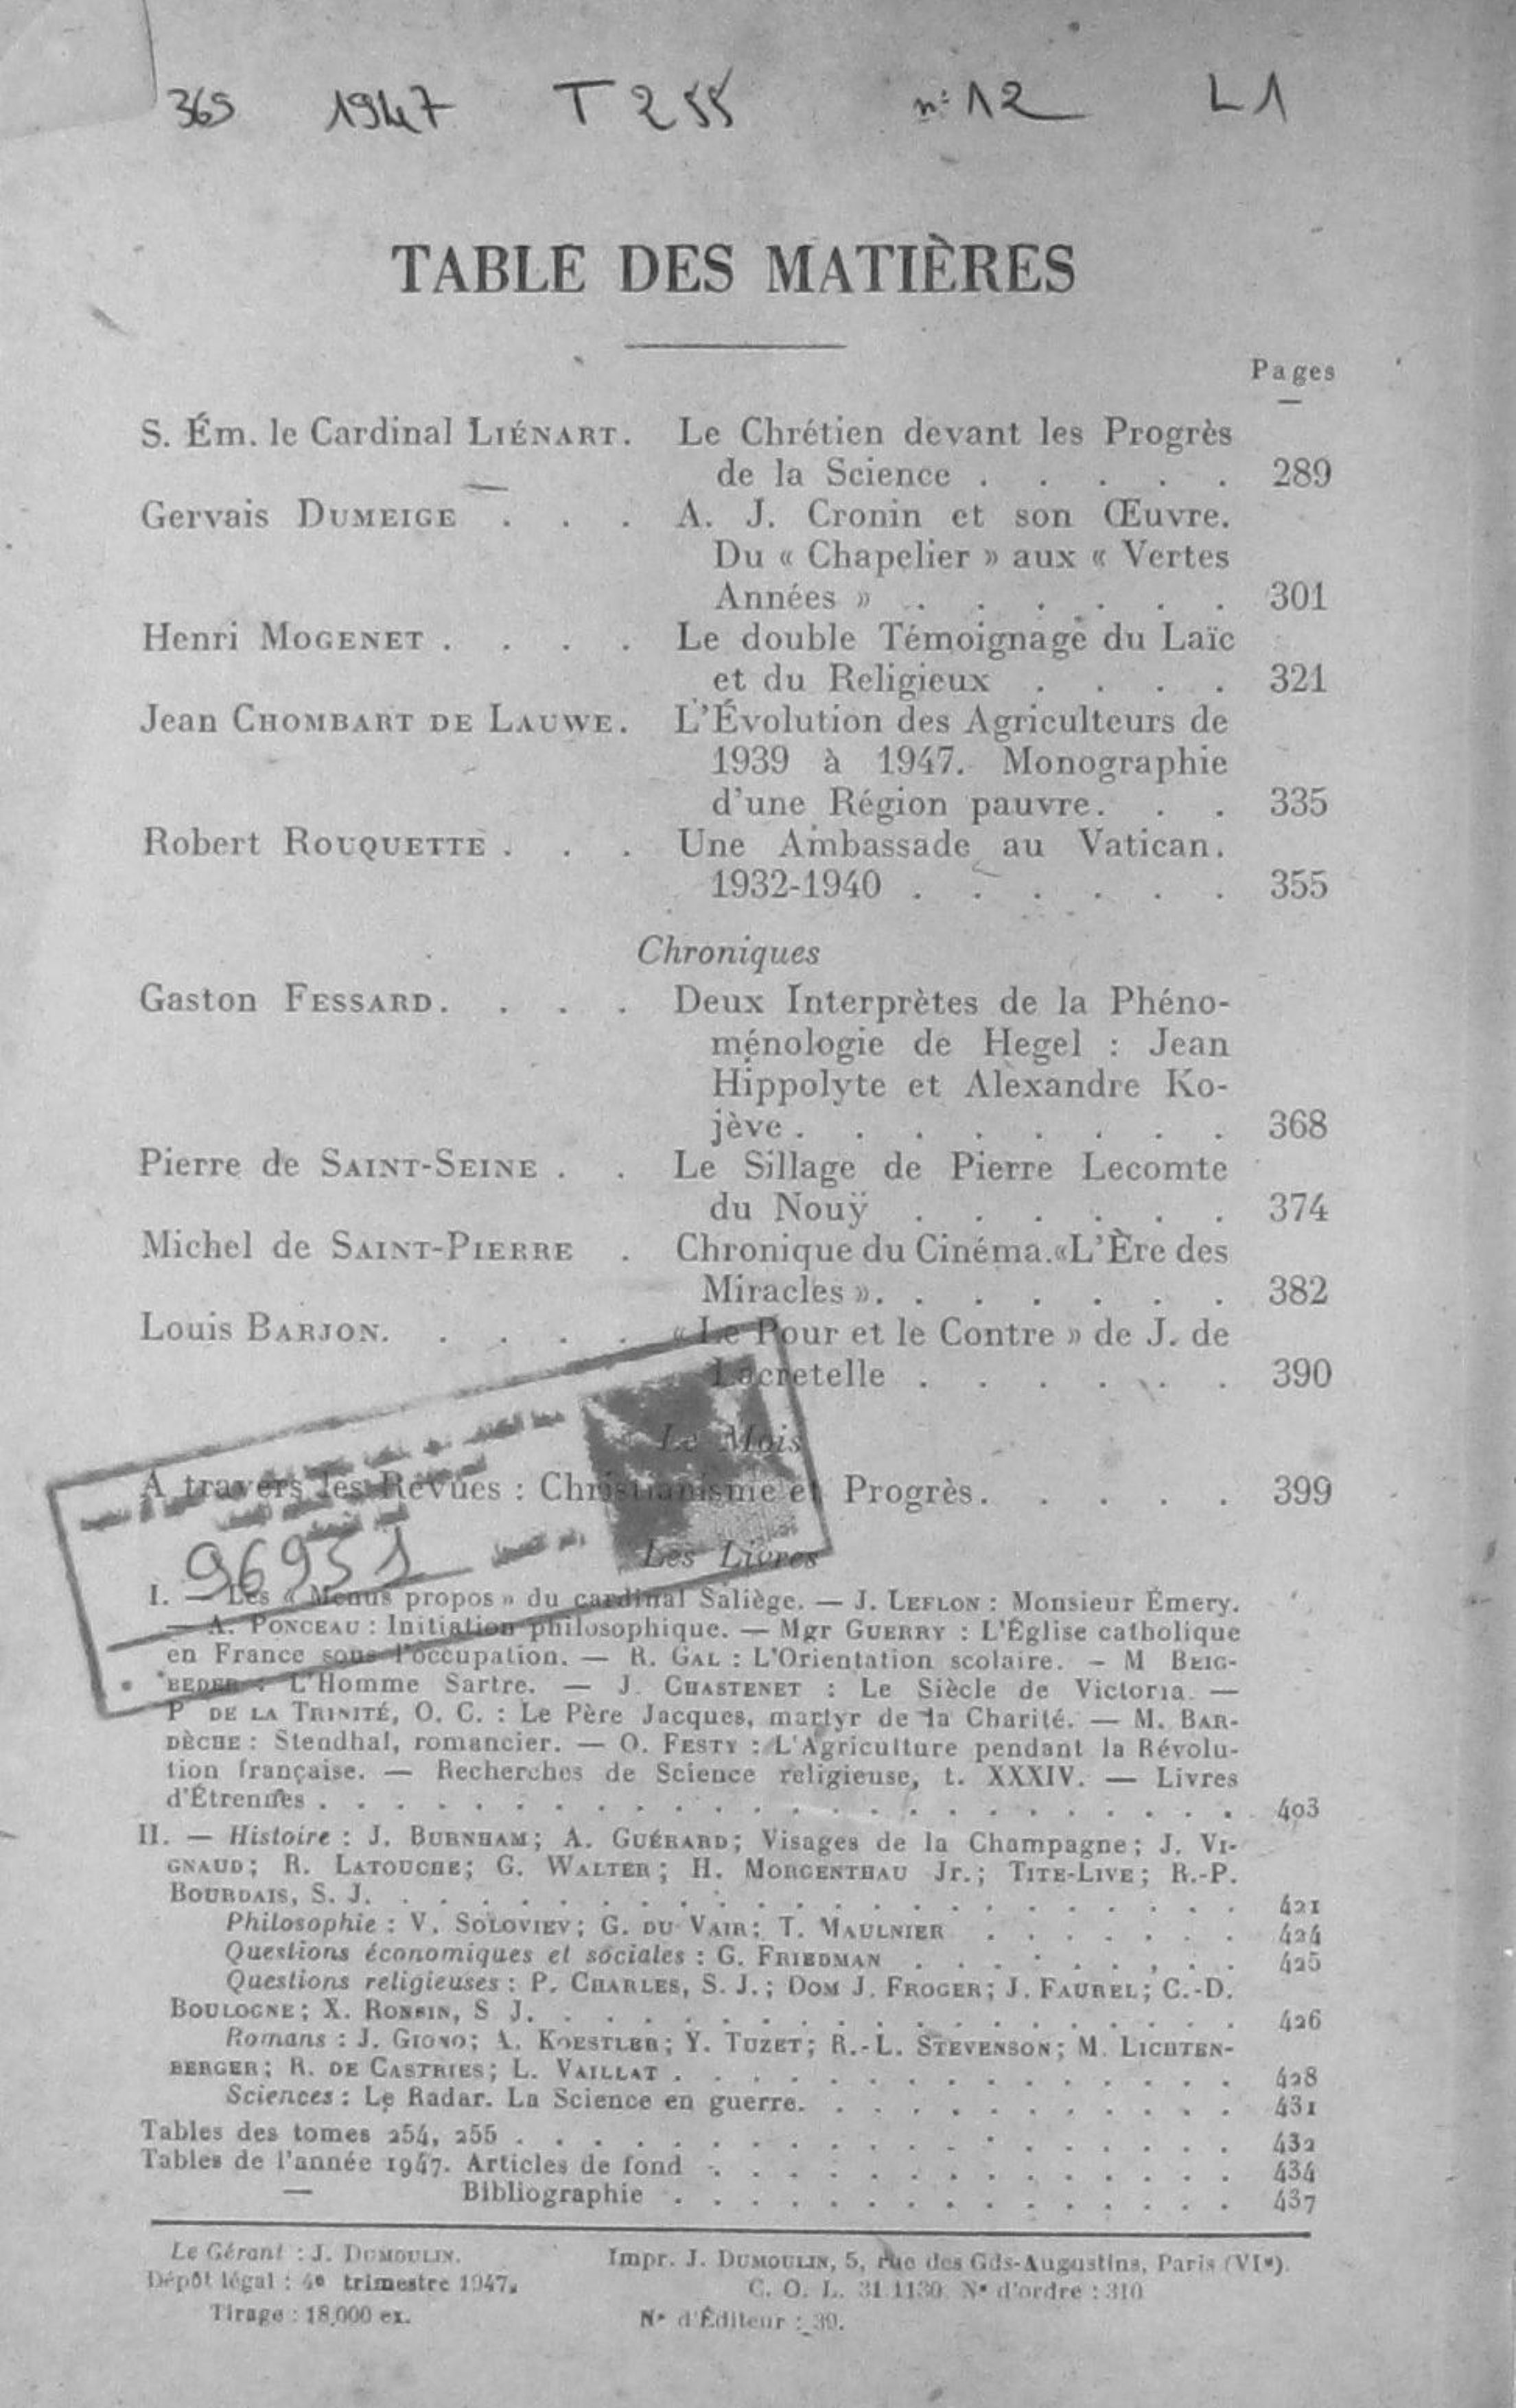 365 1947 T 255 n° 12 L1
TABLE DES MATIÈRES
Pages
S. Ém. le Cardinal LIÉNART. Le Chrétien devant les Progrès
de la Science . . . . . 289
Gervais DUMEIGE . . . A. J. Cronin et son Œuvre.
Du « Chapelier » aux « Vertes
Années » . . . . . . 301
Henri MOGENET . . . . Le double Témoignage du Laïc
et du Religieux . . . . 321
Jean CHOMBART DE LAUWE. L'Évolution des Agriculteurs de
1939 à 1947. Monographie
d'une Région pauvre. . . 335
Robert ROUQUETTE . . . Une Ambassade au Vatican.
1932-1940 . . . . . . 355
Chroniques
Gaston FESSARD. . . . Deux Interprètes de la Phéno-
ménologie de Hegel : Jean
Hippolyte et Alexandre Ko-
jève . . . . . . . . 368
Pierre de SAINT-SEINE . . Le Sillage de Pierre Lecomte
du Nouÿ . . . . . . 374
Michel de SAINT-PIERRE . Chronique du Cinéma. «L'Ère des
Miracles ». . . . . . . 382
Louis BARJON. . . . . « Le Pour et le Contre » de J. de
Lacretelle . . . . . . 390
Le Mois
A travers les Revues : Christianisme et Progrès. . . . . 399
96951
Les Livres
I. — Les « Menus propos » du cardinal Saliège. — J. LEFLON : Monsieur Émery.
— A. PONCEAU : Initiation philosophique. — Mgr GUERRY : L'Église catholique
en France sous l'occupation. — R. GAL : L'Orientation scolaire. — M BEIG-
BEDER : L'Homme Sartre. — J. CHASTENET : Le Siècle de Victoria. —
P DE LA TRINITÉ, O. C. : Le Père Jacques, martyr de la Charité. — M. BAR-
DÈCHE : Stendhal, romancier. — O. FESTY : L'Agriculture pendant la Révolu-
tion française. — Recherches de Science religieuse, t. XXXIV. — Livres
d'Étrennes . . . . . . . . . . . . 403
II. — Histoire : J. BURNHAM; A. GUÉRARD; Visages de la Champagne; J. VI-
GNAUD; R. LATOUCHE; G. WALTER; H. MORGENTHAU Jr.; TITE-LIVE; R.-P.
BOURDAIS, S. J. . . . . . . . . . . 421
Philosophie : V. SOLOVIEV; G. DU VAIR; T. MAULNIER . . . . . 424
Questions économiques et sociales : G. FRIEDMAN . . . . . . 425
Questions religieuses : P. CHARLES, S. J.; DOM J. FROGER; J. FAUREL; C.-D.
BOULOGNE; X. RONSIN, S J. . . . . . . . . . 426
Romans : J. GIONO; A. KOESTLER; Y. TUZET; R.-L. STEVENSON; M. LICHTEN-
BERGER; R. DE CASTRIES; L. VAILLAT . . . . . . . . . 428
Sciences : Le Radar. La Science en guerre. . . . . . . . 431
Tables des tomes 254, 255 . . . . . . . . . . 432
Tables de l'année 1947. Articles de fond . . . . . . . . 434
— Bibliographie . . . . . . . . 437
Le Gérant : J. DUMOULIN. Impr. J. DUMOULIN, 5, rue des Gds-Augustins, Paris (VIe).
Dépôt légal : 4e trimestre 1947. C. O. L. 31 1130 N° d'ordre : 310
Tirage : 18.000 ex. N° d'Éditeur : 30.